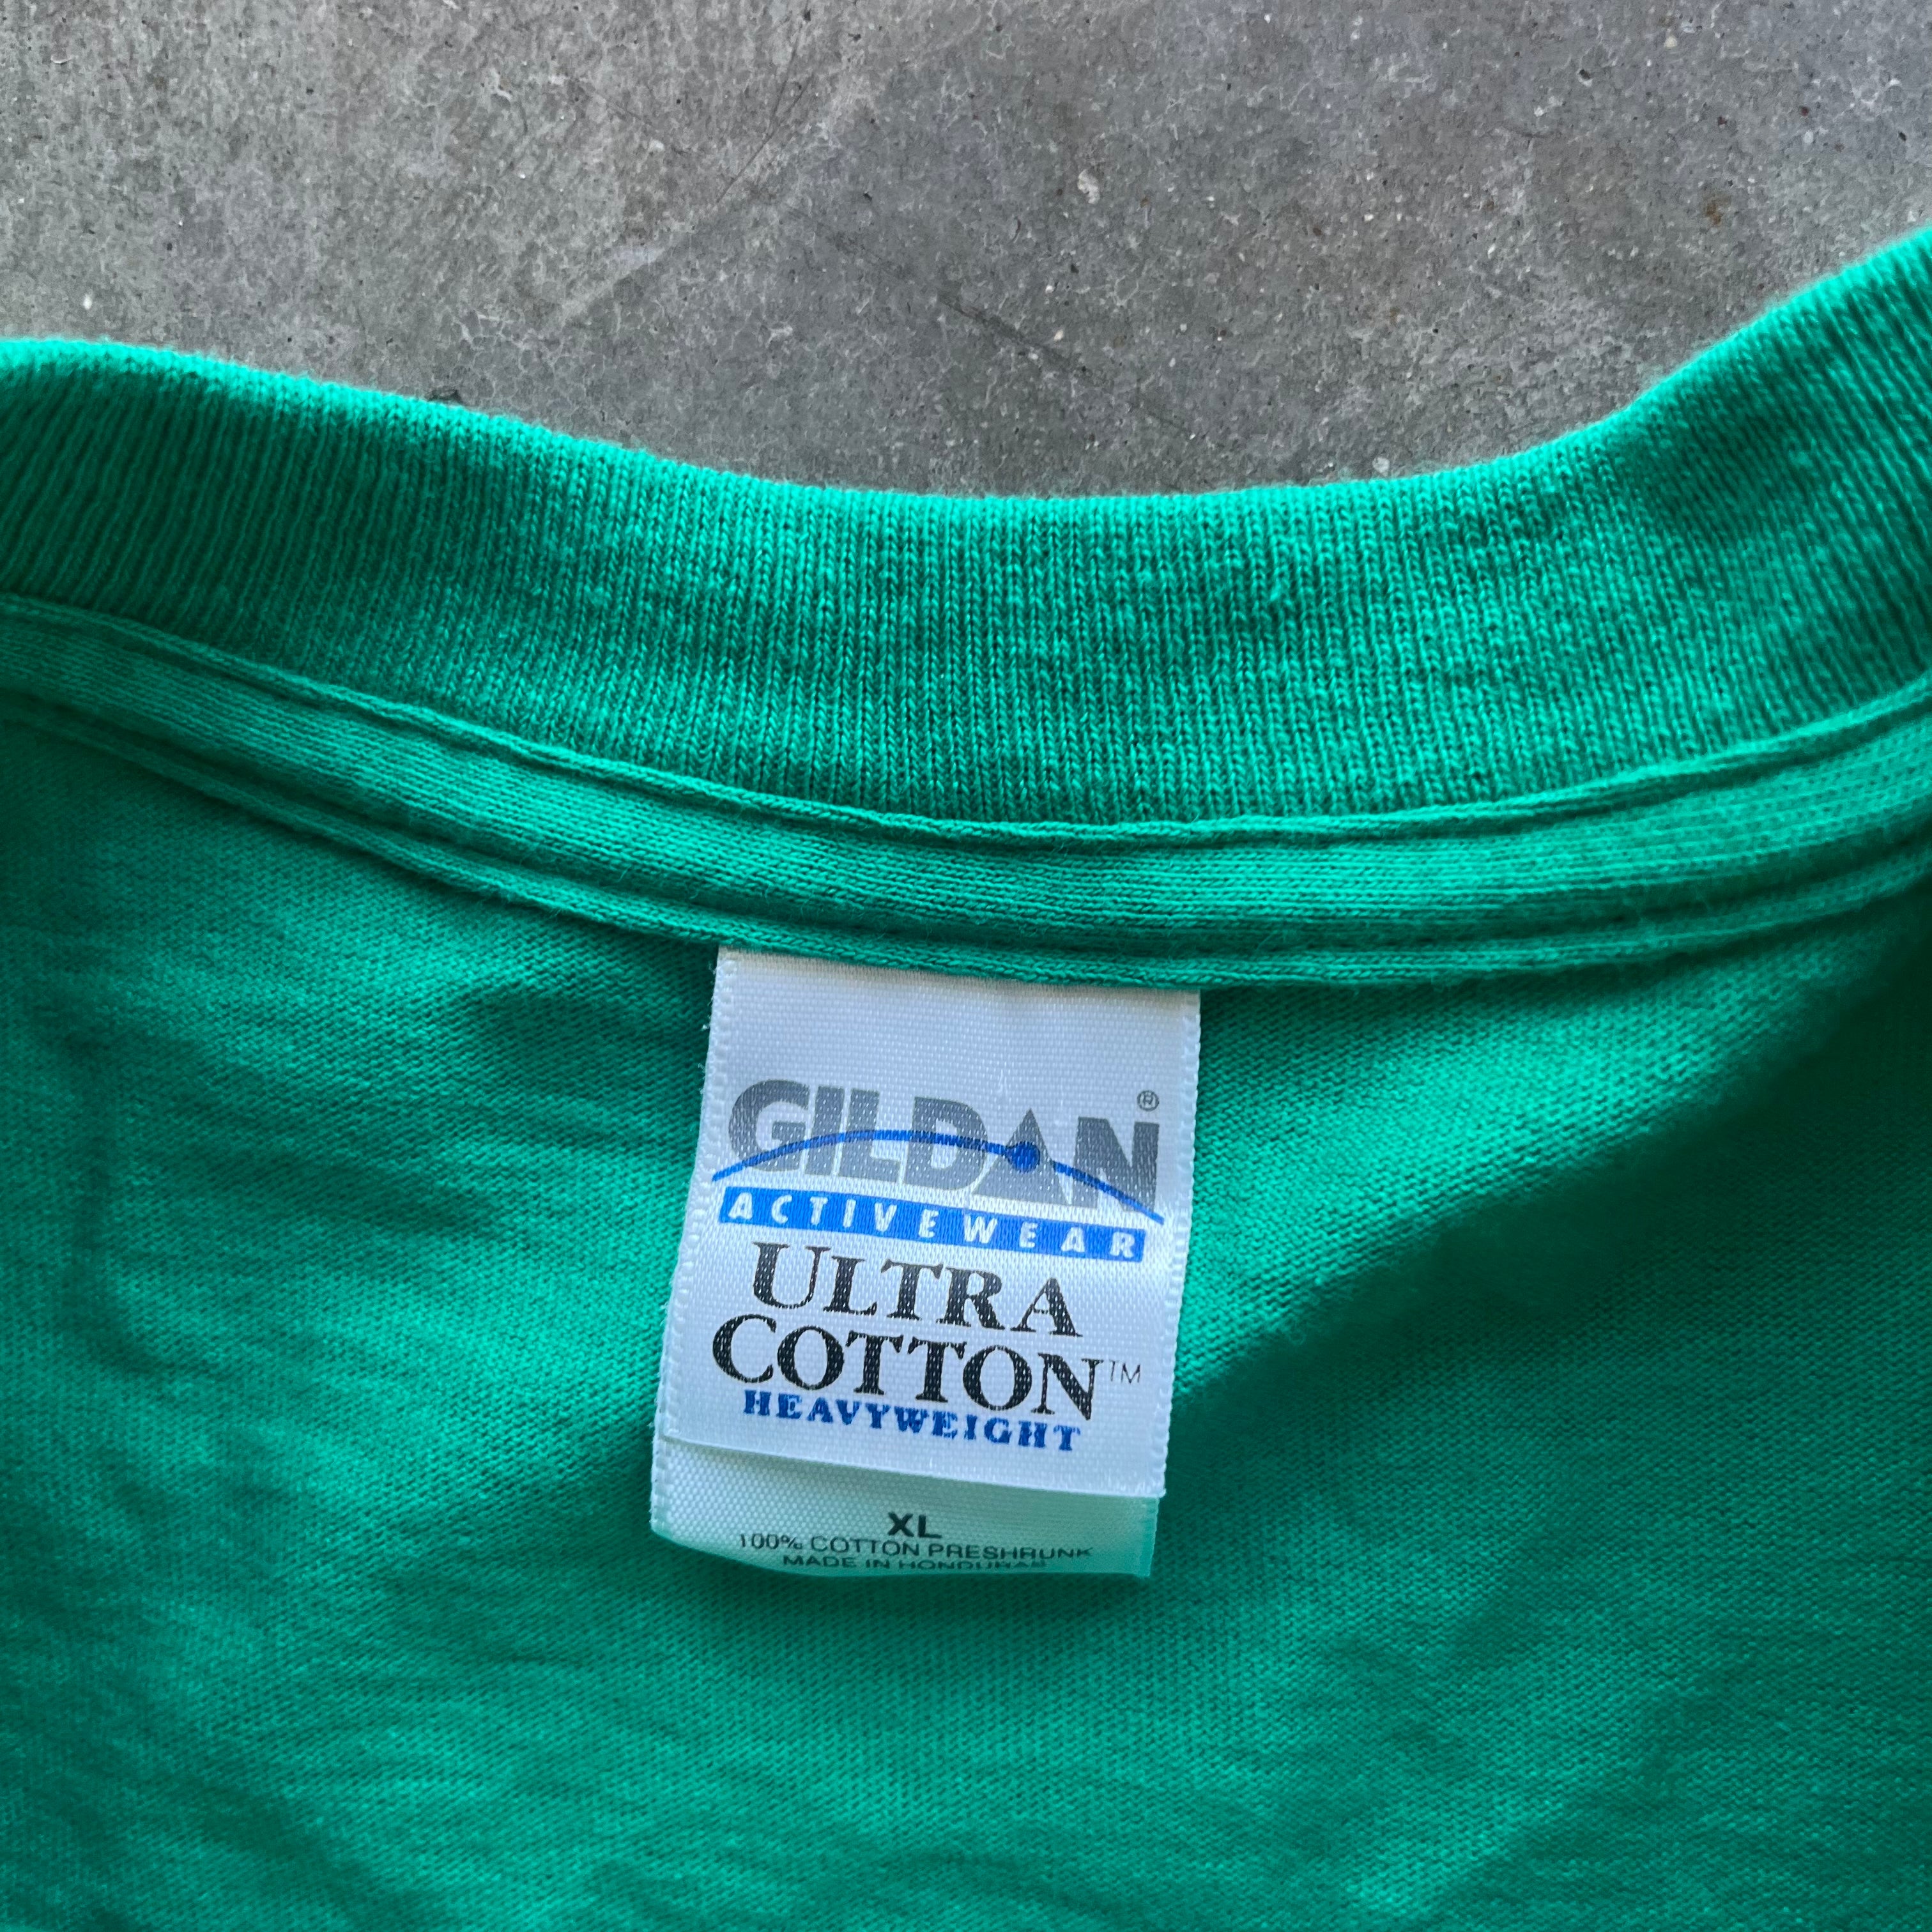 GILDAN®
ACTIVEWEAR
ULTRA
COTTON™
HEAVYWEIGHT
XL
100% COTTON PRESHRUNK
MADE IN HONDURAS